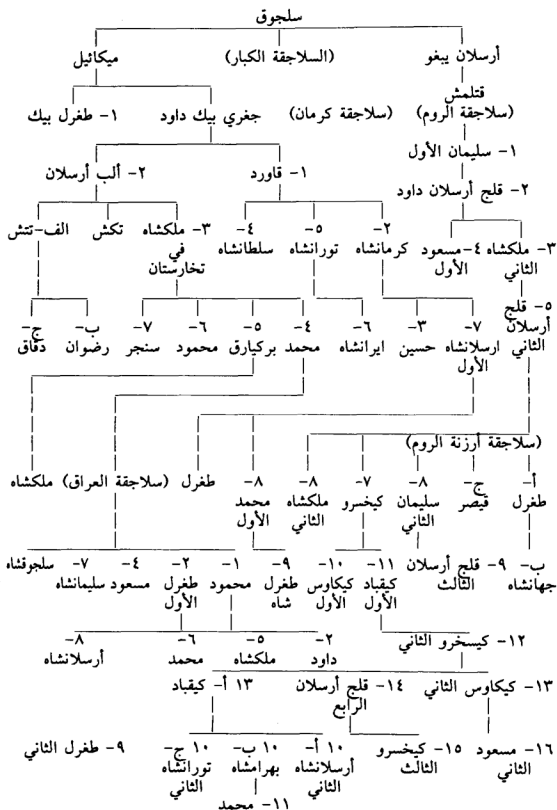 سلجوق
أرسلان يبغو (السلاجقة الكبار) ميكائيل
قتلمش
(سلاجقة الروم) (سلاجقة كرمان) جغري بيك داود ١- طغرل بيك
١- سليمان الأول
٢- قلج أرسلان داود ١- قاورد ٢- ألب أرسلان
٣- ملكشاه الثاني ٤- مسعود الأول ٢- كرمانشاه ٥- تورانشاه ٤- سلطانشاه ٣- ملكشاه في تخارستان تكش الف-تتش
٥- قلج أرسلان الثاني ٧- ارسلانشاه الأول ٣- حسين ٦- ايرانشاه ٤- محمد ٥- بركيارق ٦- محمود ٧- سنجر ب- رضوان ج- دقاق
(سلاجقة أرزنة الروم)
أ- طغرل ج- قيصر ٨- سليمان الثاني ٧- كيخسرو ٨- ملكشاه الثاني ٨- محمد الأول طغرل (سلاجقة العراق) ملكشاه
ب- جهانشاه ٩- قلج أرسلان الثالث ١١- كيقباد الأول ١٠- كيكاوس الأول ٩- طغرل شاه ١- محمود ٢- طغرل الأول ٤- مسعود ٧- سليمانشاه سلجوقشاه
١٢- كيسخرو الثاني ٢- داود ٥- ملكشاه ٦- محمد ٨- أرسلانشاه
١٣- كيكاوس الثاني ١٤- قلج أرسلان الرابع ١٣ أ- كيقباد
١٦- مسعود الثاني ١٥- كيخسرو الثالث ١٠ أ- أرسلانشاه الثاني ١٠ ب- بهرامشاه ١٠ ج- تورانشاه الثاني ٩- طغرل الثاني
١١- محمد